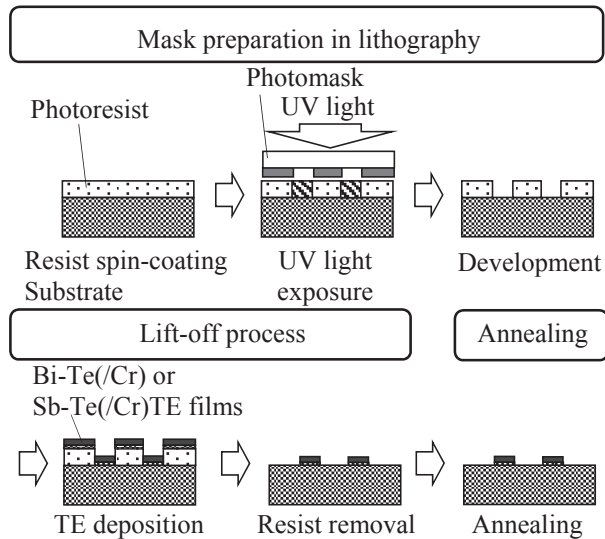 Mask preparation in lithography
Photomask
Photoresist
UV light
Resist spin-coating
Substrate
UV light
exposure
Development
Lift-off process
Annealing
Bi-Te(/Cr) or
Sb-Te(/Cr)TE films
TE deposition
Resist removal
Annealing